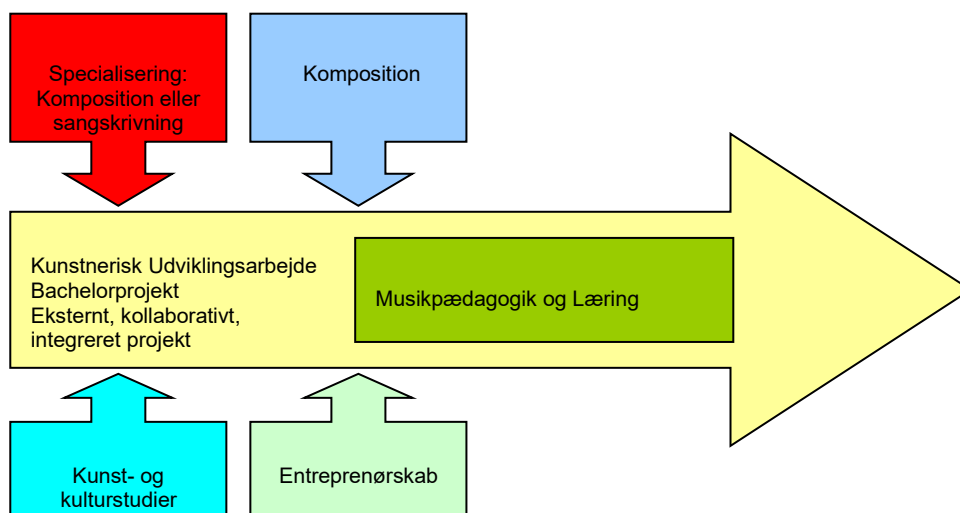 Specialisering:
Komposition eller
sangskrivning
Komposition
Kunstnerisk Udviklingsarbejde
Bachelorprojekt
Eksternt, kollaborativt,
integreret projekt
Musikpædagogik og Læring
Kunst- og
kulturstudier
Entreprenørskab